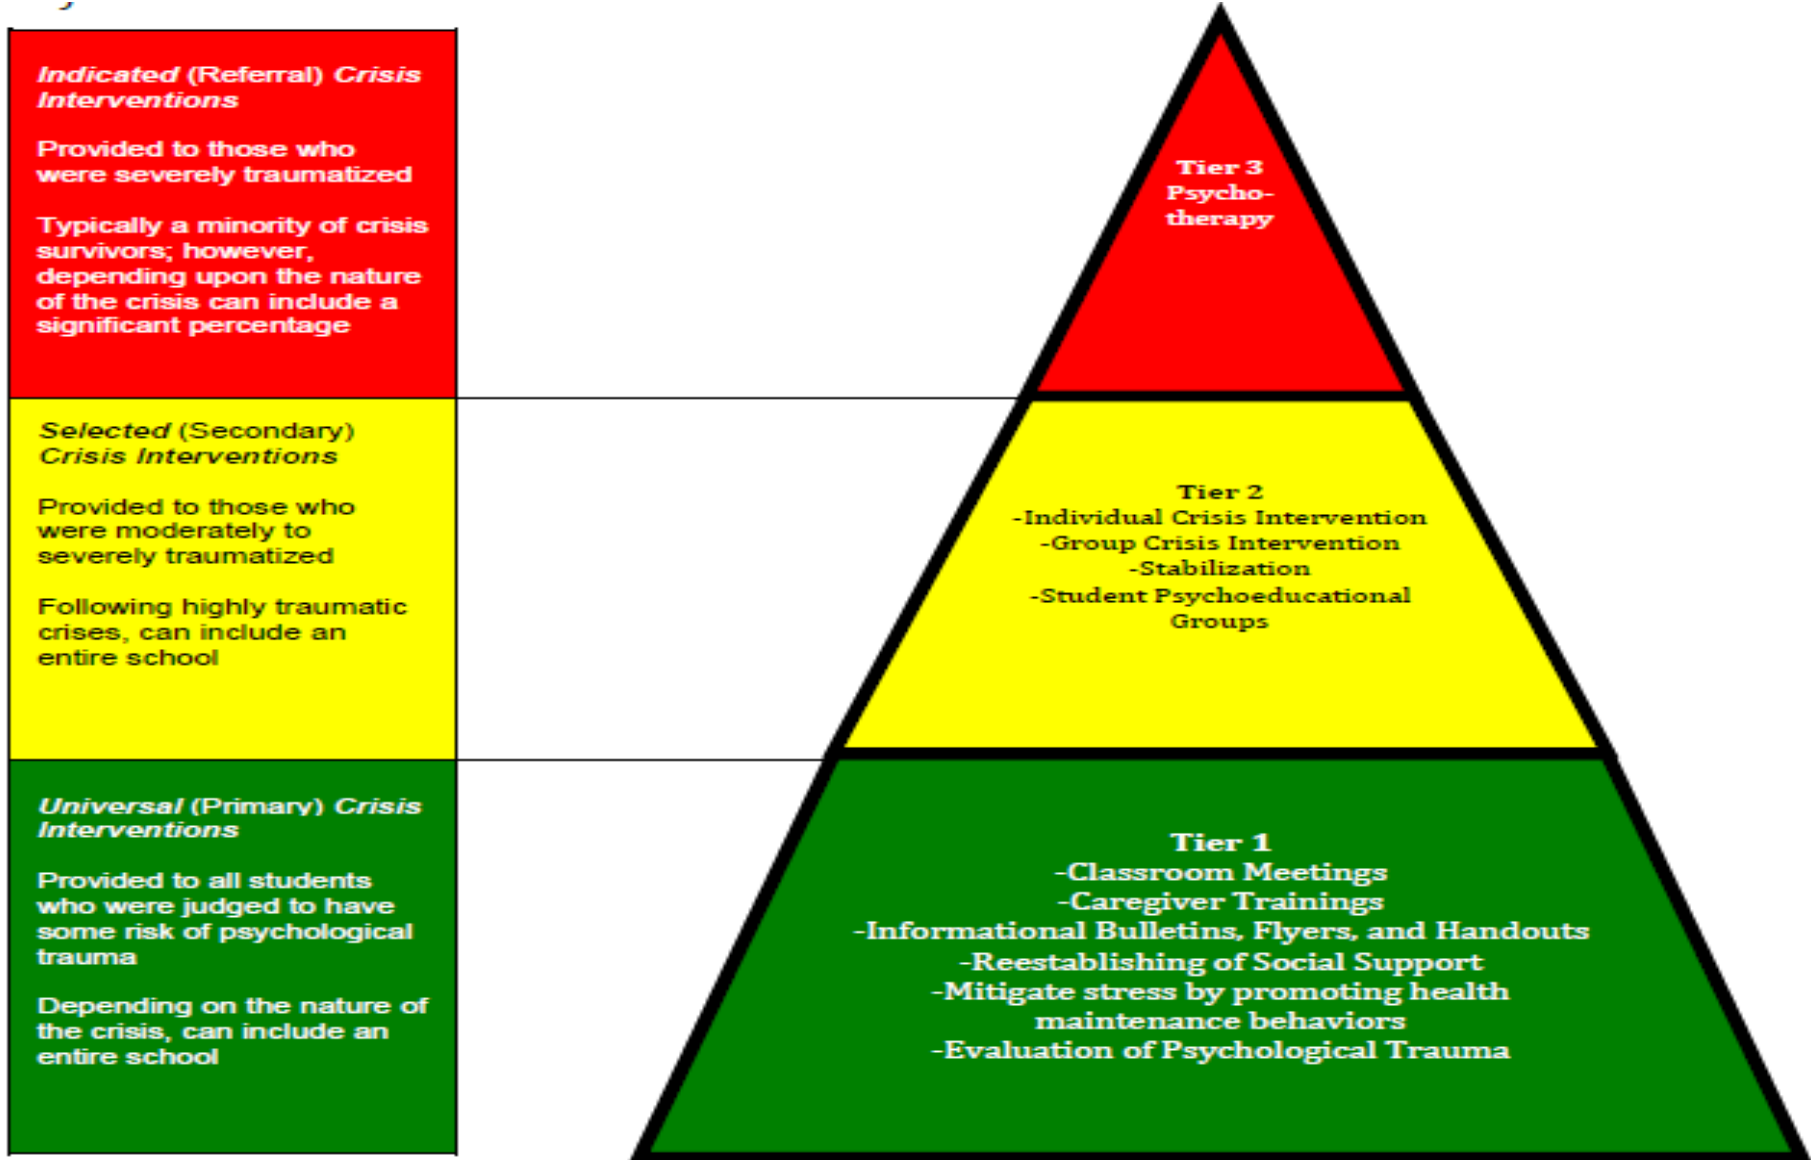 Indicated (Referral) Crisis
Interventions
Provided to those who
were severely traumatized
Typically a minority of crisis
survivors; however,
depending upon the nature
of the crisis can include a
significant percentage
Selected (Secondary)
Crisis Interventions
Provided to those who
were moderately to
severely traumatized
Following highly traumatic
crises, can include an
entire school
Universal (Primary) Crisis
Interventions
Provided to all students
who were judged to have
some risk of psychological
trauma
Depending on the nature of
the crisis, can include an
entire school
Tier 3
Psycho-
therapy
Tier 2
-Individual Crisis Intervention
-Group Crisis Intervention
-Stabilization
-Student Psychoeducational
Groups
Tier 1
-Classroom Meetings
-Caregiver Trainings
-Informational Bulletins, Flyers, and Handouts
-Reestablishing of Social Support
-Mitigate stress by promoting health
maintenance behaviors
-Evaluation of Psychological Trauma